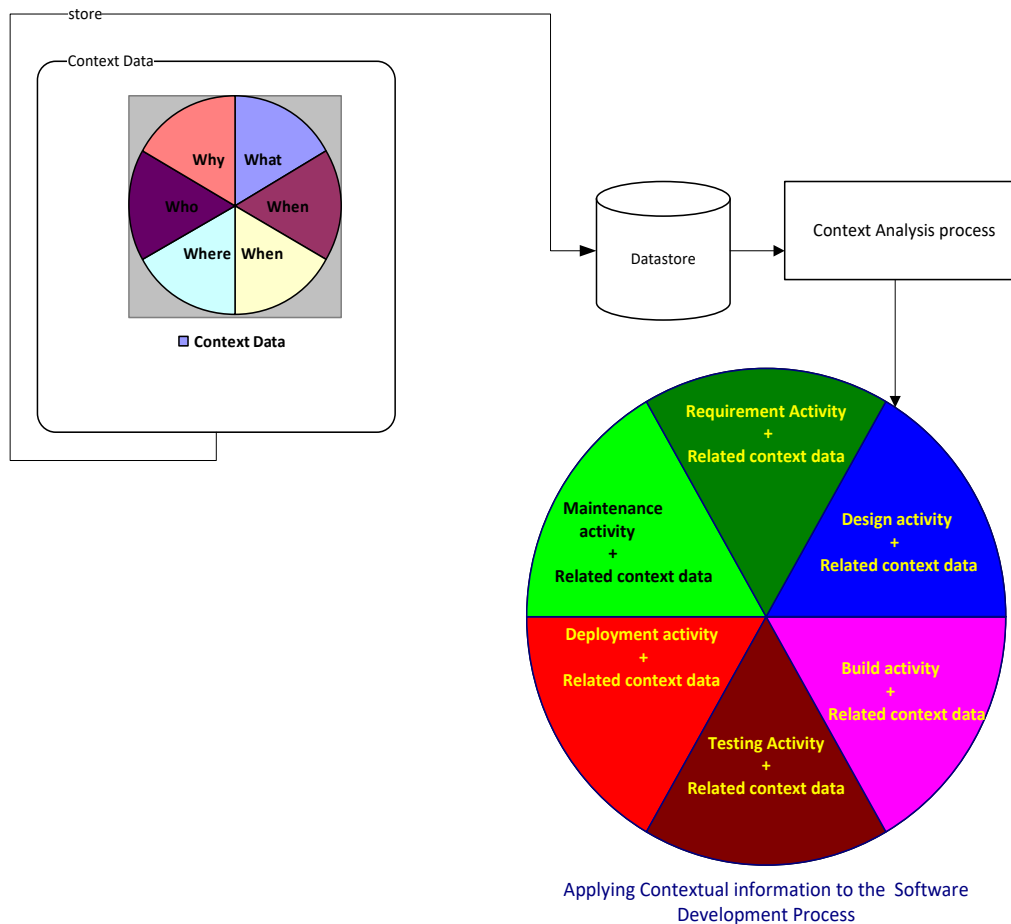 store
Context Data
Why
What
Who
When
Where
When
Context Data
Datastore
Context Analysis process
Requirement Activity
+
Related context data
Maintenance
activity
+
Related context data
Design activity
+
Related context data
Deployment activity
+
Related context data
Build activity
+
Related context data
Testing Activity
+
Related context data
Applying Contextual information to the Software
Development Process